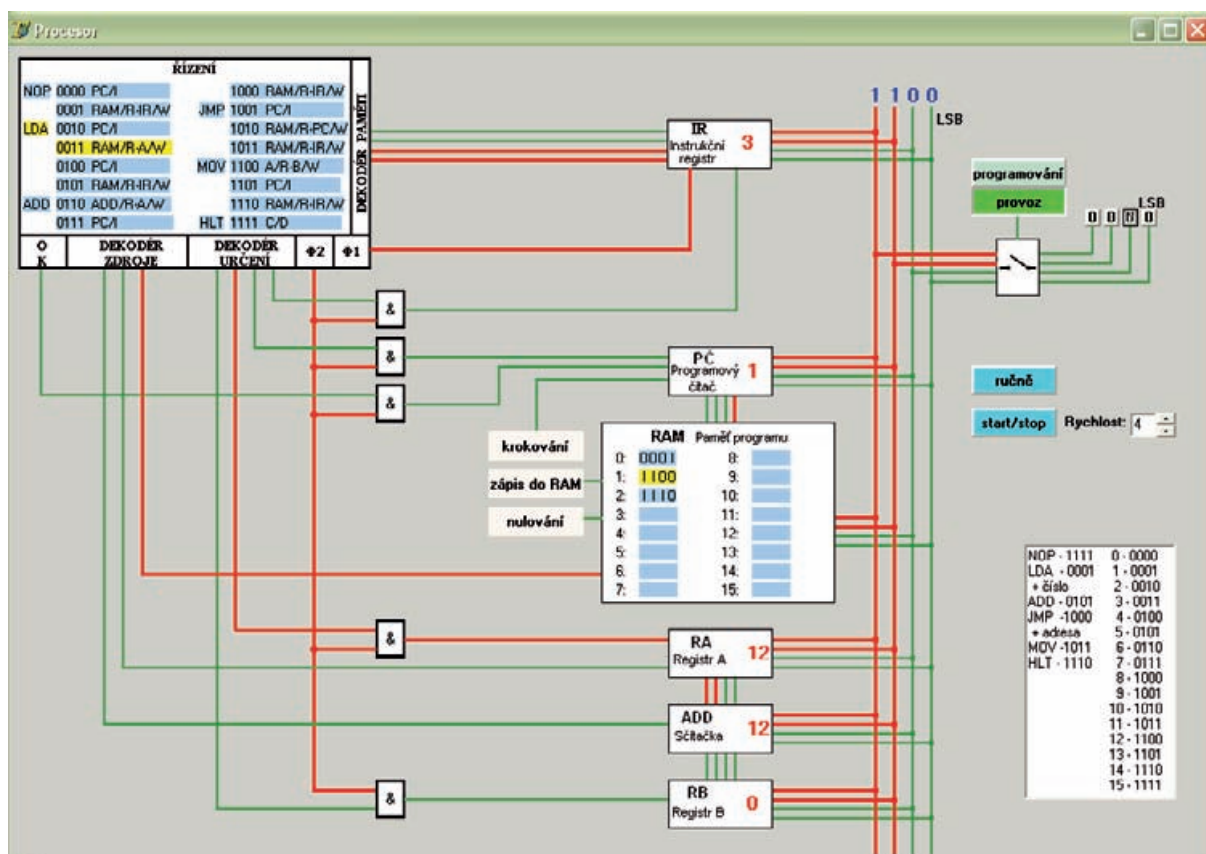 Procesor
ŘÍZENÍ
NOP 0000 PC/I 1000 RAM/R-IR/W
0001 RAM/R-IR/W JMP 1001 PC/I
LDA 0010 PC/I 1010 RAM/R-PC/W
0011 RAM/R-A/W 1011 RAM/R-IR/W
0100 PC/I MOV 1100 A/R-B/W
0101 RAM/R-IR/W 1101 PC/I
ADD 0110 ADD/R-A/W 1110 RAM/R-IR/W
0111 PC/I HLT 1111 C/D
DEKODÉR PAMĚTI
O K
DEKODÉR ZDROJE
DEKODÉR URČENÍ
Φ2
Φ1
1 1 0 0
LSB
IR
Instrukční
registr
3
programování
provoz
LSB
0 0 N 0
&
&
&
PČ
Programový
čítač
1
ručně
start/stop Rychlost: 4
krokování
zápis do RAM
nulování
RAM Paměť programu
0: 0001 8:
1: 1100 9:
2: 1110 10:
3: 11:
4: 12:
5: 13:
6: 14:
7: 15:
NOP - 1111 0 - 0000
LDA - 0001 1 - 0001
+ číslo 2 - 0010
ADD - 0101 3 - 0011
JMP -1000 4 - 0100
+ adresa 5 - 0101
MOV -1011 6 - 0110
HLT - 1110 7 - 0111
8 - 1000
9 - 1001
10 - 1010
11 - 1011
12 - 1100
13 - 1101
14 - 1110
15 - 1111
&
RA
Registr A
12
ADD
Sčítačka
12
&
RB
Registr B
0